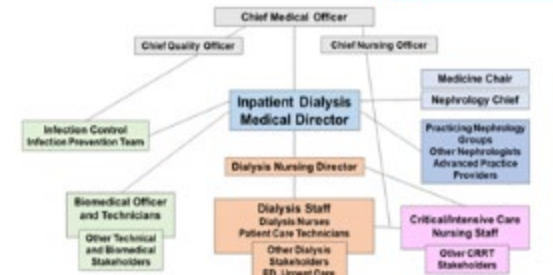 Chief Medical Officer
Chief Quality Officer
Chief Nursing Officer
Medicine Chair
Nephrology Chief
Inpatient Dialysis
Medical Director
Practicing Nephrology
Groups
Other Nephrologists
Advanced Practice
Providers
Infection Control
Infection Prevention Team
Dialysis Nursing Director
Biomedical Officer
and Technicians
Other Technical
and Biomedical
Stakeholders
Dialysis Staff
Dialysis Nurses
Patient Care Technicians
Other Dialysis
Stakeholders
ED, Urgent Care
Critical/Intensive Care
Nursing Staff
Other CRRT
Stakeholders